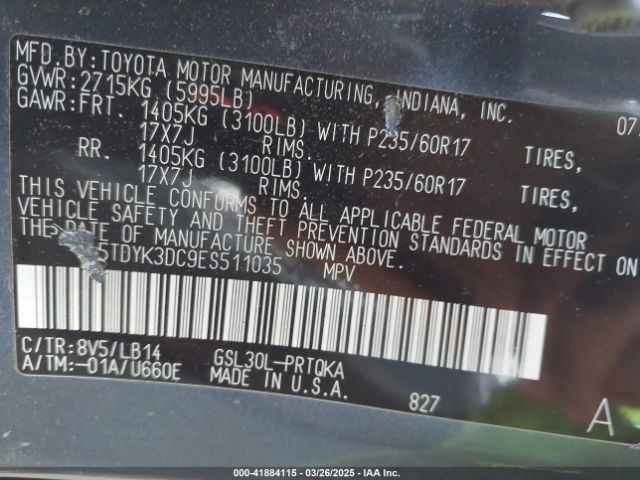 MFD.BY:TOYOTA MOTOR MANUFACTURING, INDIANA, INC. 07
GVWR:2715KG (5995LB)
GAWR:FRT. 1405KG (3100LB) WITH P235/60R17 TIRES,
17X7J RIMS.
RR. 1405KG (3100LB) WITH P235/60R17 TIRES,
17X7J RIMS.
THIS VEHICLE CONFORMS TO ALL APPLICABLE FEDERAL MOTOR
VEHICLE SAFETY AND THEFT PREVENTION STANDARDS IN EFFECT ON
THE DATE OF MANUFACTURE SHOWN ABOVE.
5TDYK3DC9ES511035 MPV
C/TR:8V5/LB14 GSL30L-PRTQKA
A/TM:-01A/U660E MADE IN U.S.A.
827 A
000-41884115 — 03/26/2025 — IAA Inc.